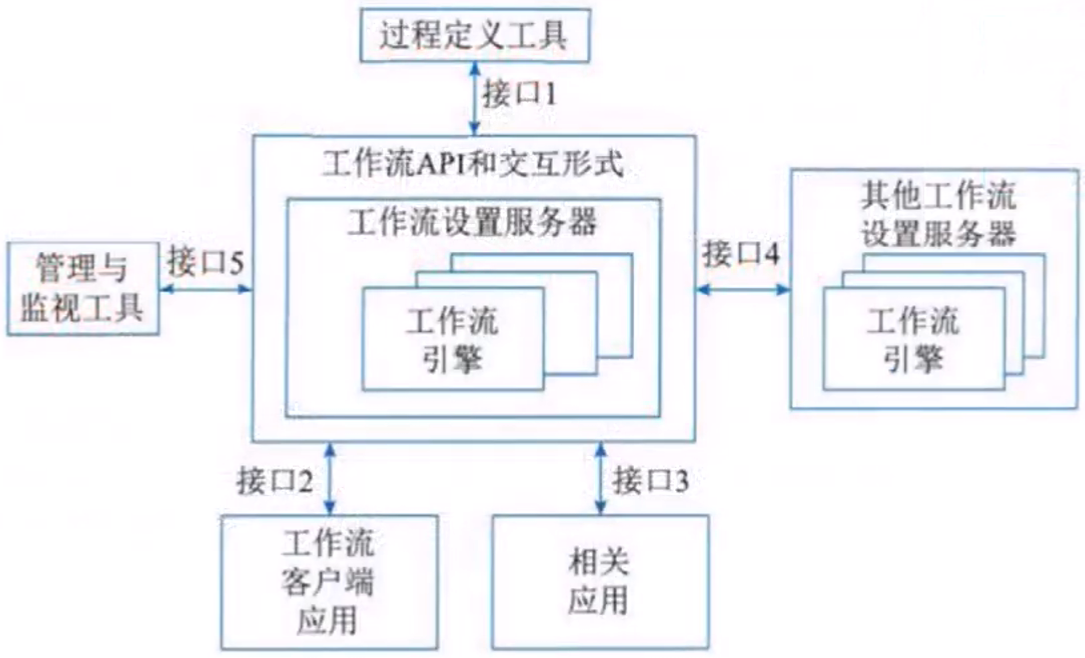 过程定义工具
接口1
工作流API和交互形式
工作流设置服务器
工作流
引擎
管理与
监视工具
接口5
接口4
其他工作流
设置服务器
工作流
引擎
接口2
接口3
工作流
客户端
应用
相关
应用